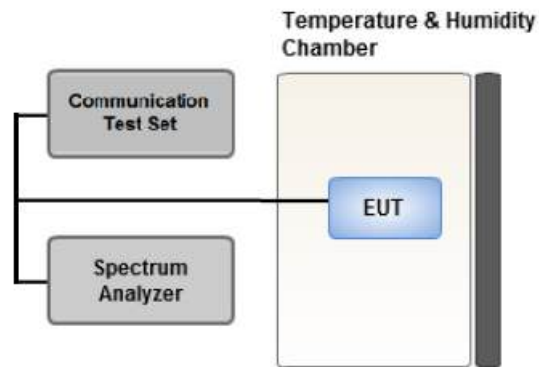 Temperature & Humidity
Chamber
Communication
Test Set
EUT
Spectrum
Analyzer